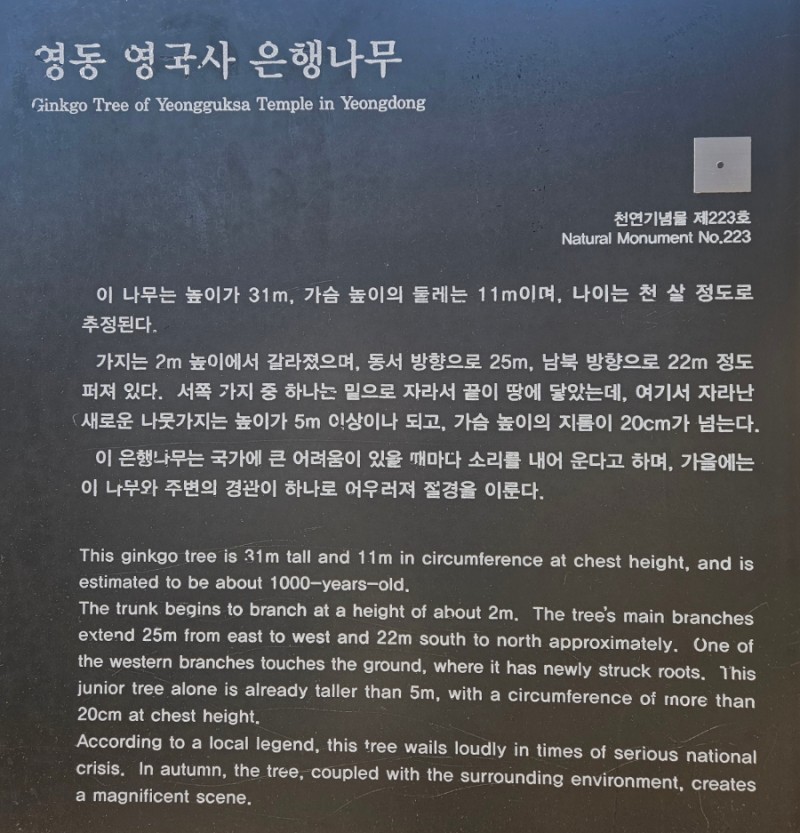 영동 영국사 은행나무
Ginkgo Tree of Yeongguksa Temple in Yeongdong
천연기념물 제223호
Natural Monument No.223
이 나무는 높이가 31m, 가슴 높이의 둘레는 11m이며, 나이는 천 살 정도로
추정된다.
가지는 2m 높이에서 갈라졌으며, 동서 방향으로 25m, 남북 방향으로 22m 정도
퍼져 있다. 서쪽 가지 중 하나는 밑으로 자라서 끝이 땅에 닿았는데, 여기서 자라난
새로운 나뭇가지는 높이가 5m 이상이나 되고, 가슴 높이의 지름이 20cm가 넘는다.
이 은행나무는 국가에 큰 어려움이 있을 때마다 소리를 내어 운다고 하며, 가을에는
이 나무와 주변의 경관이 하나로 어우러져 절경을 이룬다.
This ginkgo tree is 31m tall and 11m in circumference at chest height, and is
estimated to be about 1000-years-old.
The trunk begins to branch at a height of about 2m. The tree's main branches
extend 25m from east to west and 22m south to north approximately. One of
the western branches touches the ground, where it has newly struck roots. This
junior tree alone is already taller than 5m, with a circumference of more than
20cm at chest height.
According to a local legend, this tree wails loudly in times of serious national
crisis. In autumn, the tree, coupled with the surrounding environment, creates
a magnificent scene.